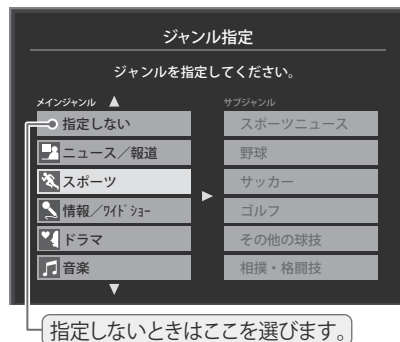 ジャンル指定
ジャンルを指定してください。
メインジャンル
サブジャンル
指定しない
スポーツニュース
ニュース／報道
野球
スポーツ
サッカー
情報／ﾜｲﾄﾞｼｮｰ
ゴルフ
ドラマ
その他の球技
音楽
相撲・格闘技
指定しないときはここを選びます。